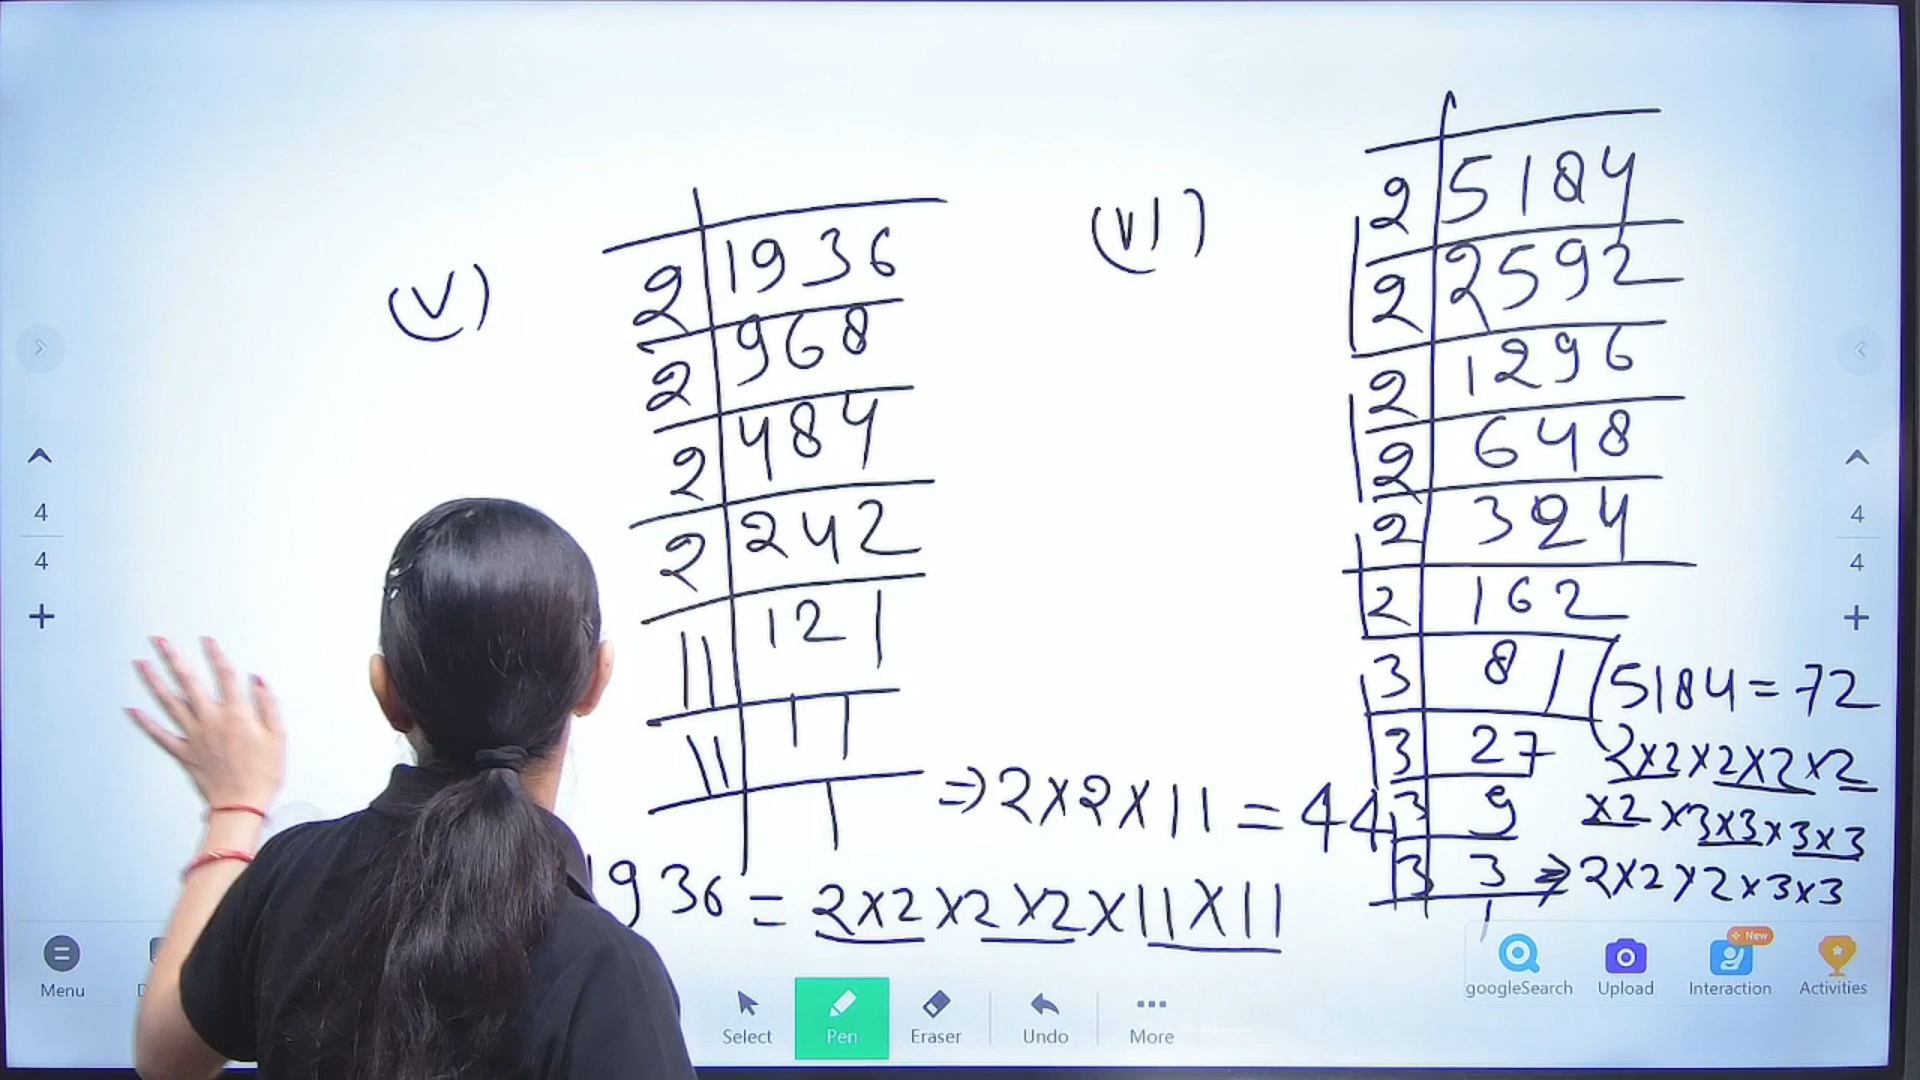 (V)
2 | 1936
2 | 968
2 | 484
2 | 242
11 | 121
11 | 11
1
⇒ 2×2×11 = 44
1936 = 2×2×2×2×11×11
(VI)
2 | 5184
2 | 2592
2 | 1296
2 | 648
2 | 324
2 | 162
3 | 81
3 | 27
3 | 9
3 | 3
1
5184 = 72
2×2×2×2×2
×2×3×3×3×3
⇒ 2×2×2×3×3
4
4
4
4
Menu
Select
Pen
Eraser
Undo
More
New
googleSearch
Upload
Interaction
Activities